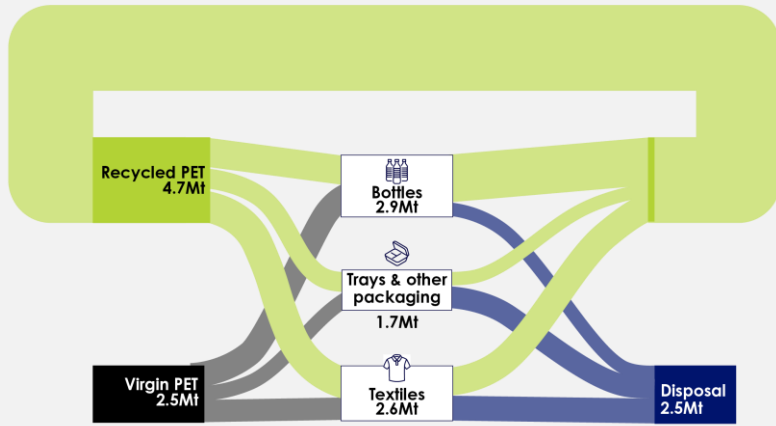 Recycled PET
4.7Mt
Bottles
2.9Mt
Trays & other
packaging
1.7Mt
Virgin PET
2.5Mt
Textiles
2.6Mt
Disposal
2.5Mt